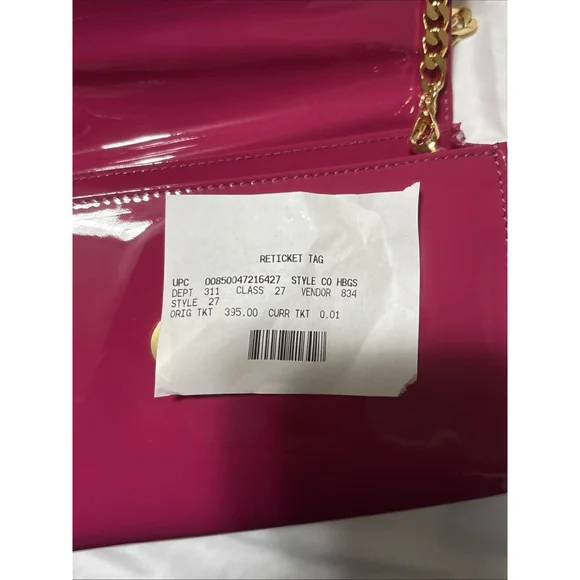 RETICKET TAG
UPC 00850047216427 STYLE CO HBGS
DEPT 311 CLASS 27 VENDOR 834
STYLE 27
ORIG TKT 395.00 CURR TKT 0.01